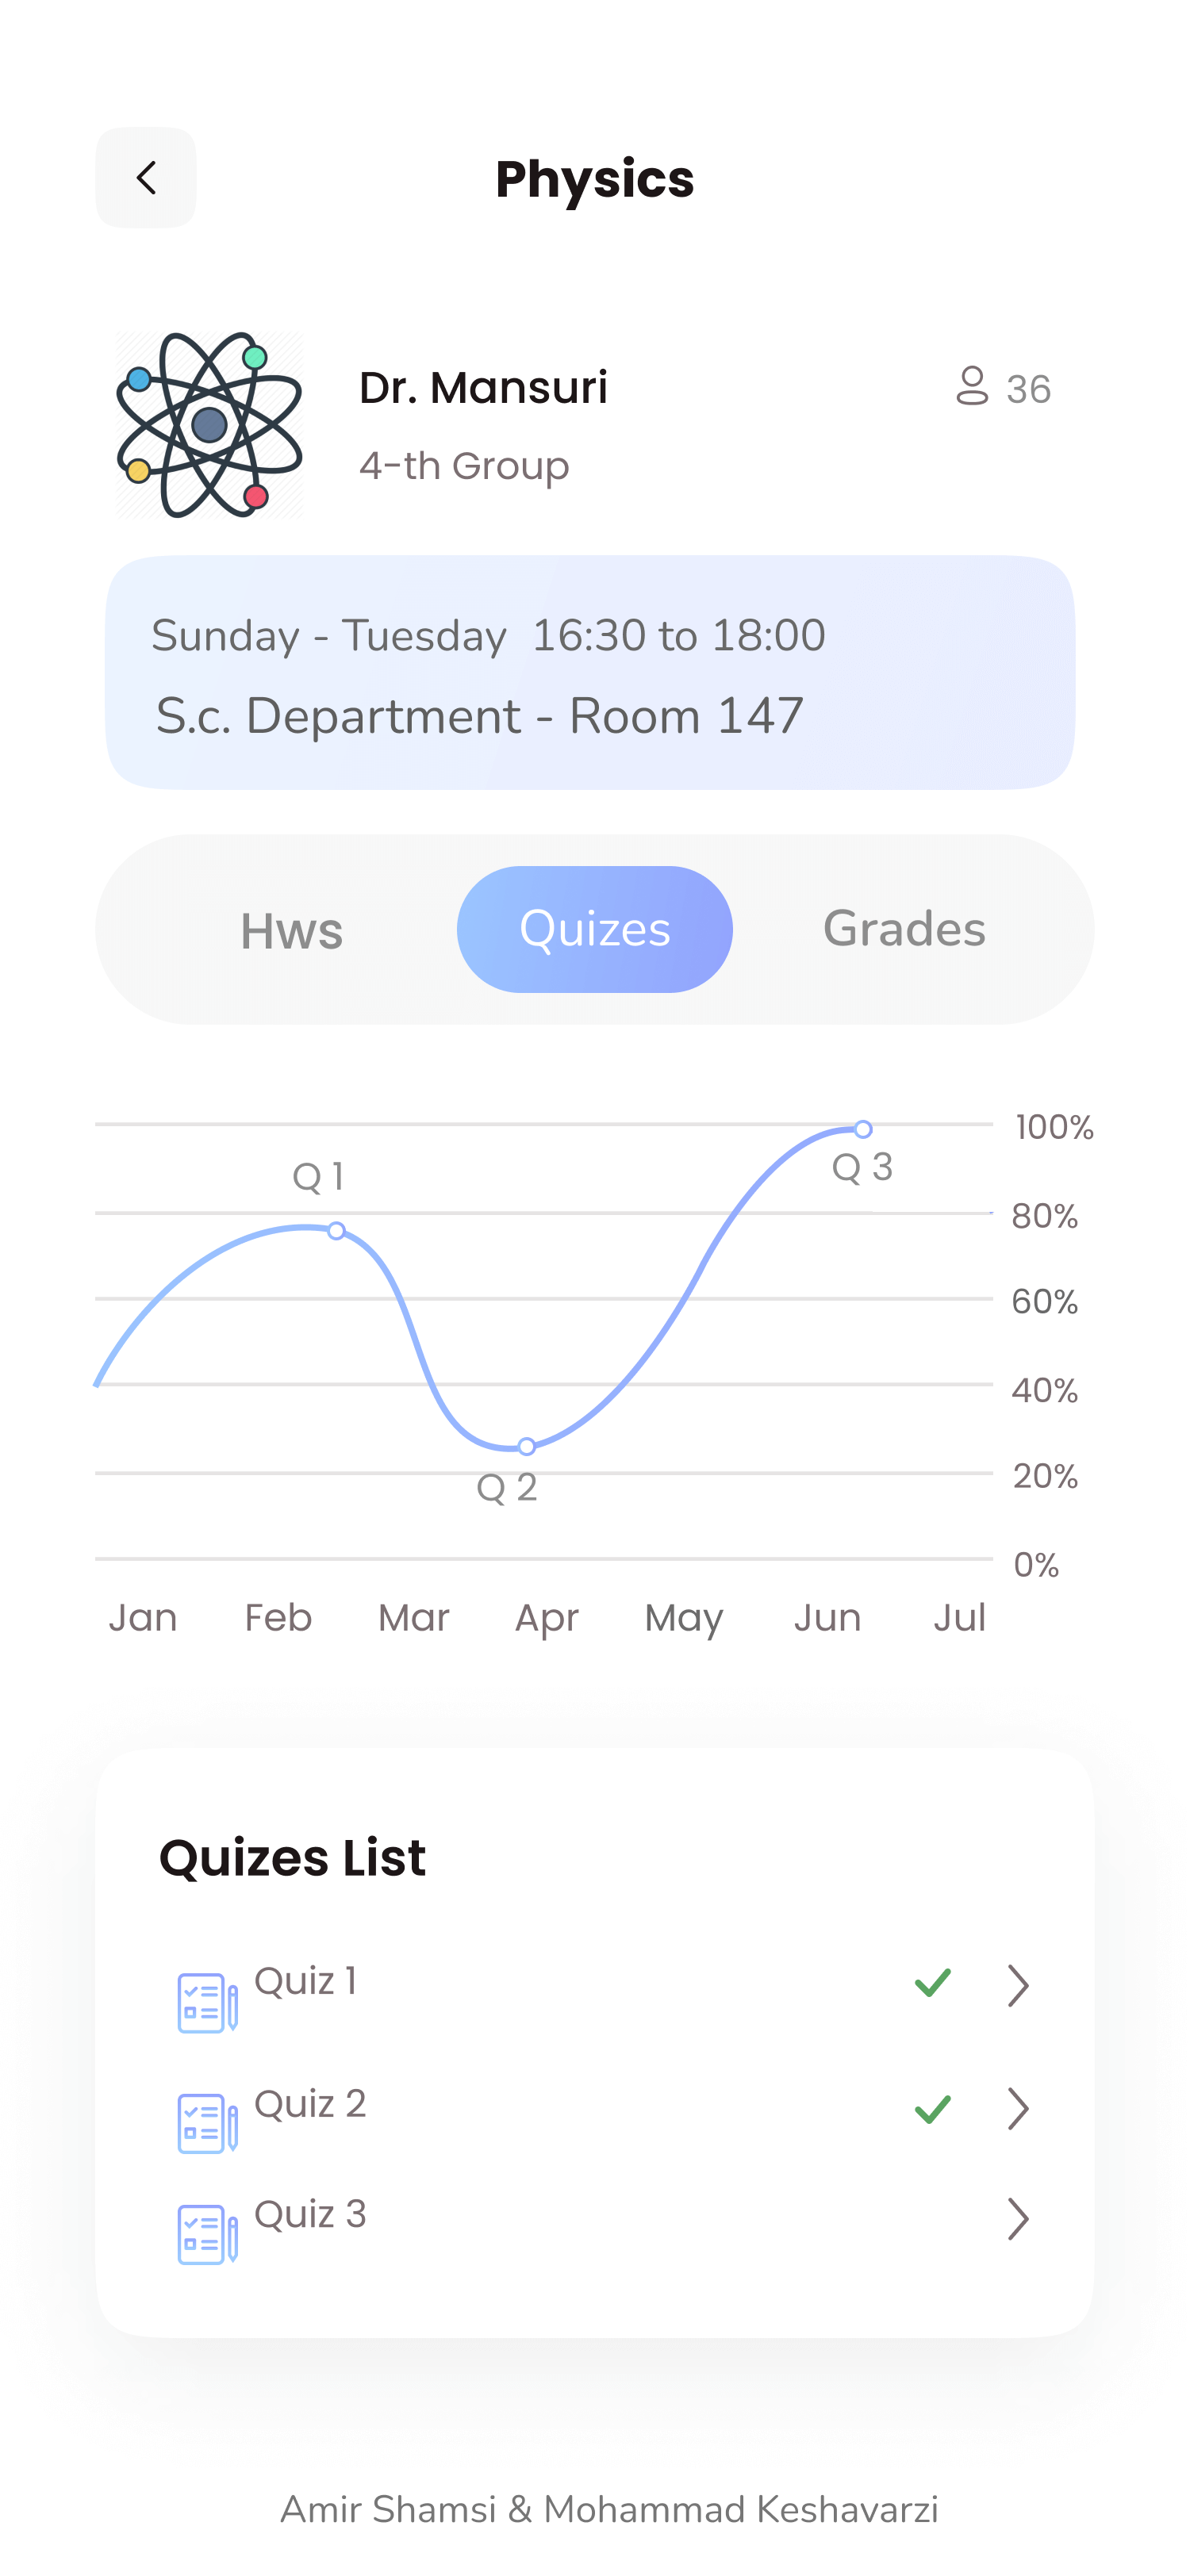 Physics
Dr. Mansuri
36
4-th Group
Sunday - Tuesday 16:30 to 18:00
S.c. Department - Room 147
Hws Quizes Grades
100%
Q 1
Q 3
80%
60%
40%
20%
Q 2
0%
Jan Feb Mar Apr May Jun Jul
Quizes List
Quiz 1
Quiz 2
Quiz 3
Amir Shamsi & Mohammad Keshavarzi